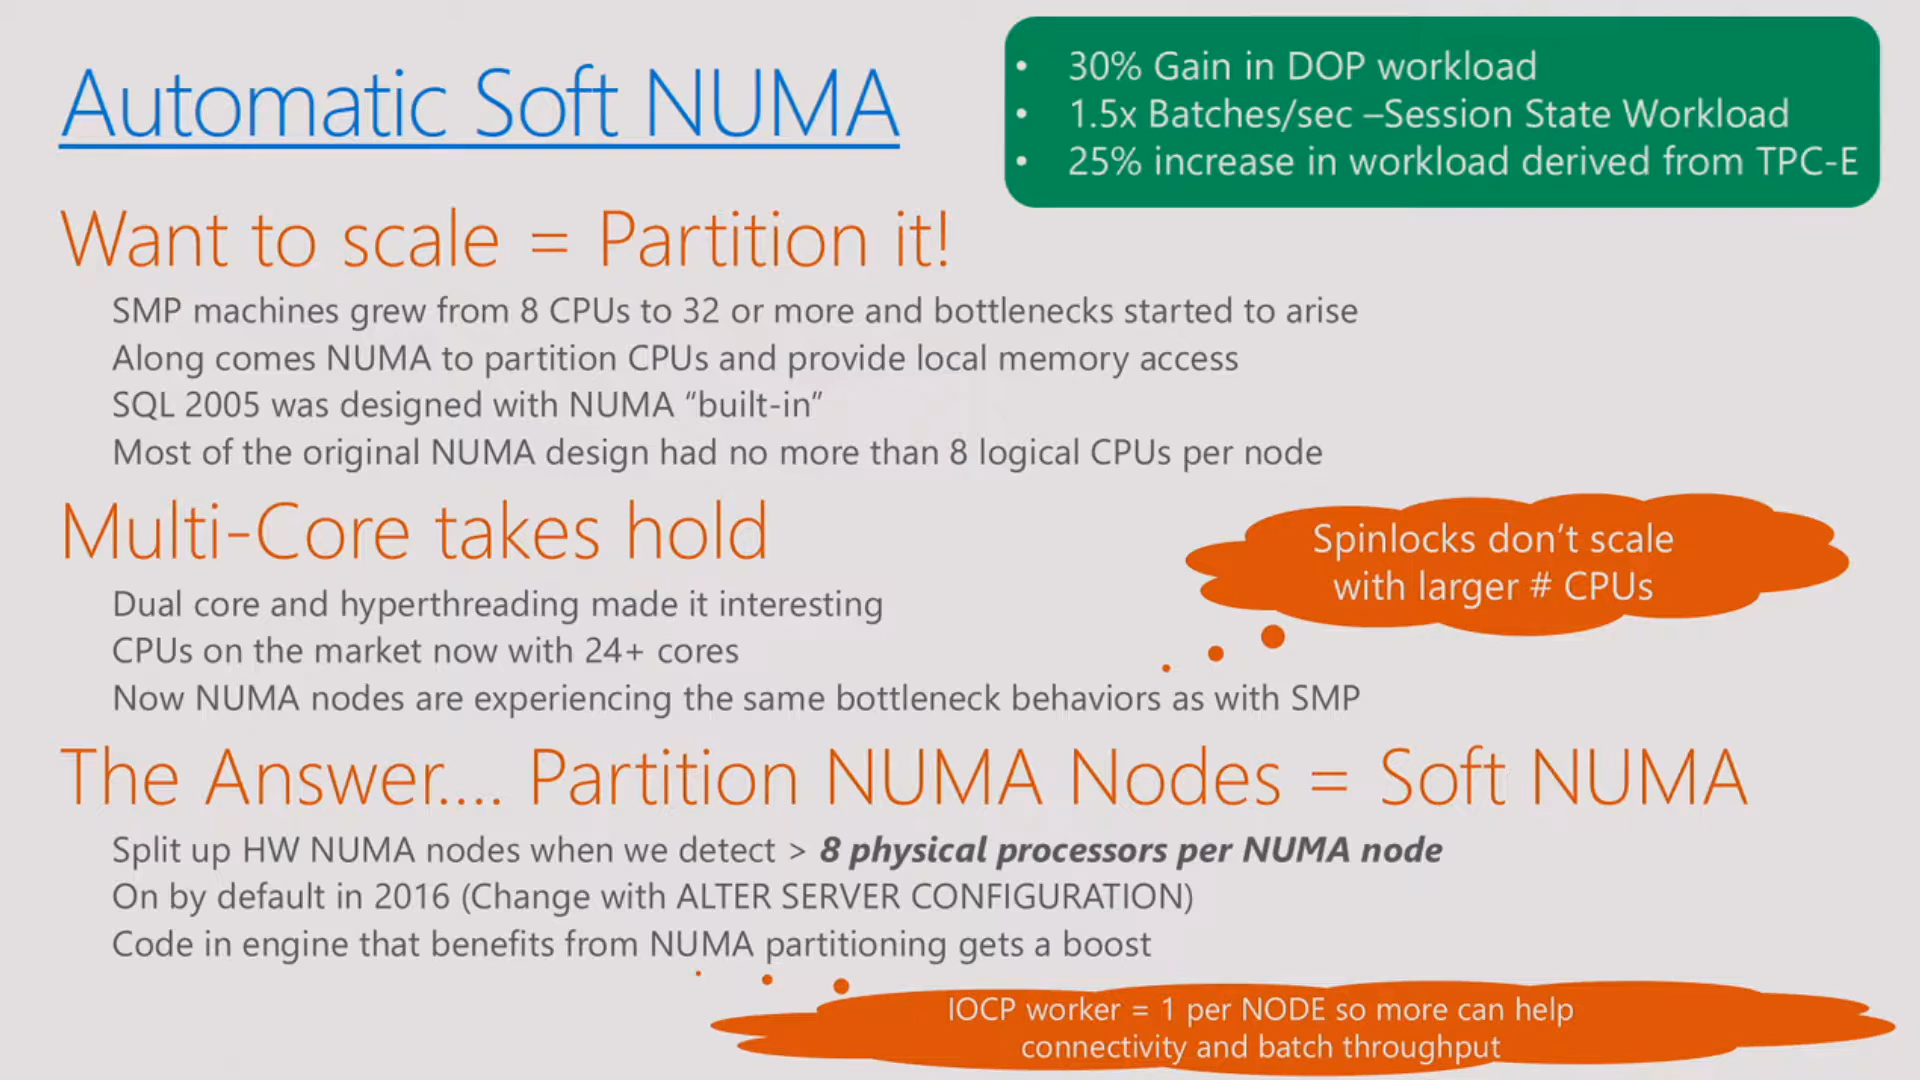 Automatic Soft NUMA
• 30% Gain in DOP workload
• 1.5x Batches/sec –Session State Workload
• 25% increase in workload derived from TPC-E
Want to scale = Partition it!
SMP machines grew from 8 CPUs to 32 or more and bottlenecks started to arise
Along comes NUMA to partition CPUs and provide local memory access
SQL 2005 was designed with NUMA “built-in”
Most of the original NUMA design had no more than 8 logical CPUs per node
Multi-Core takes hold
Spinlocks don’t scale
with larger # CPUs
Dual core and hyperthreading made it interesting
CPUs on the market now with 24+ cores
Now NUMA nodes are experiencing the same bottleneck behaviors as with SMP
The Answer.... Partition NUMA Nodes = Soft NUMA
Split up HW NUMA nodes when we detect > 8 physical processors per NUMA node
On by default in 2016 (Change with ALTER SERVER CONFIGURATION)
Code in engine that benefits from NUMA partitioning gets a boost
IOCP worker = 1 per NODE so more can help
connectivity and batch throughput